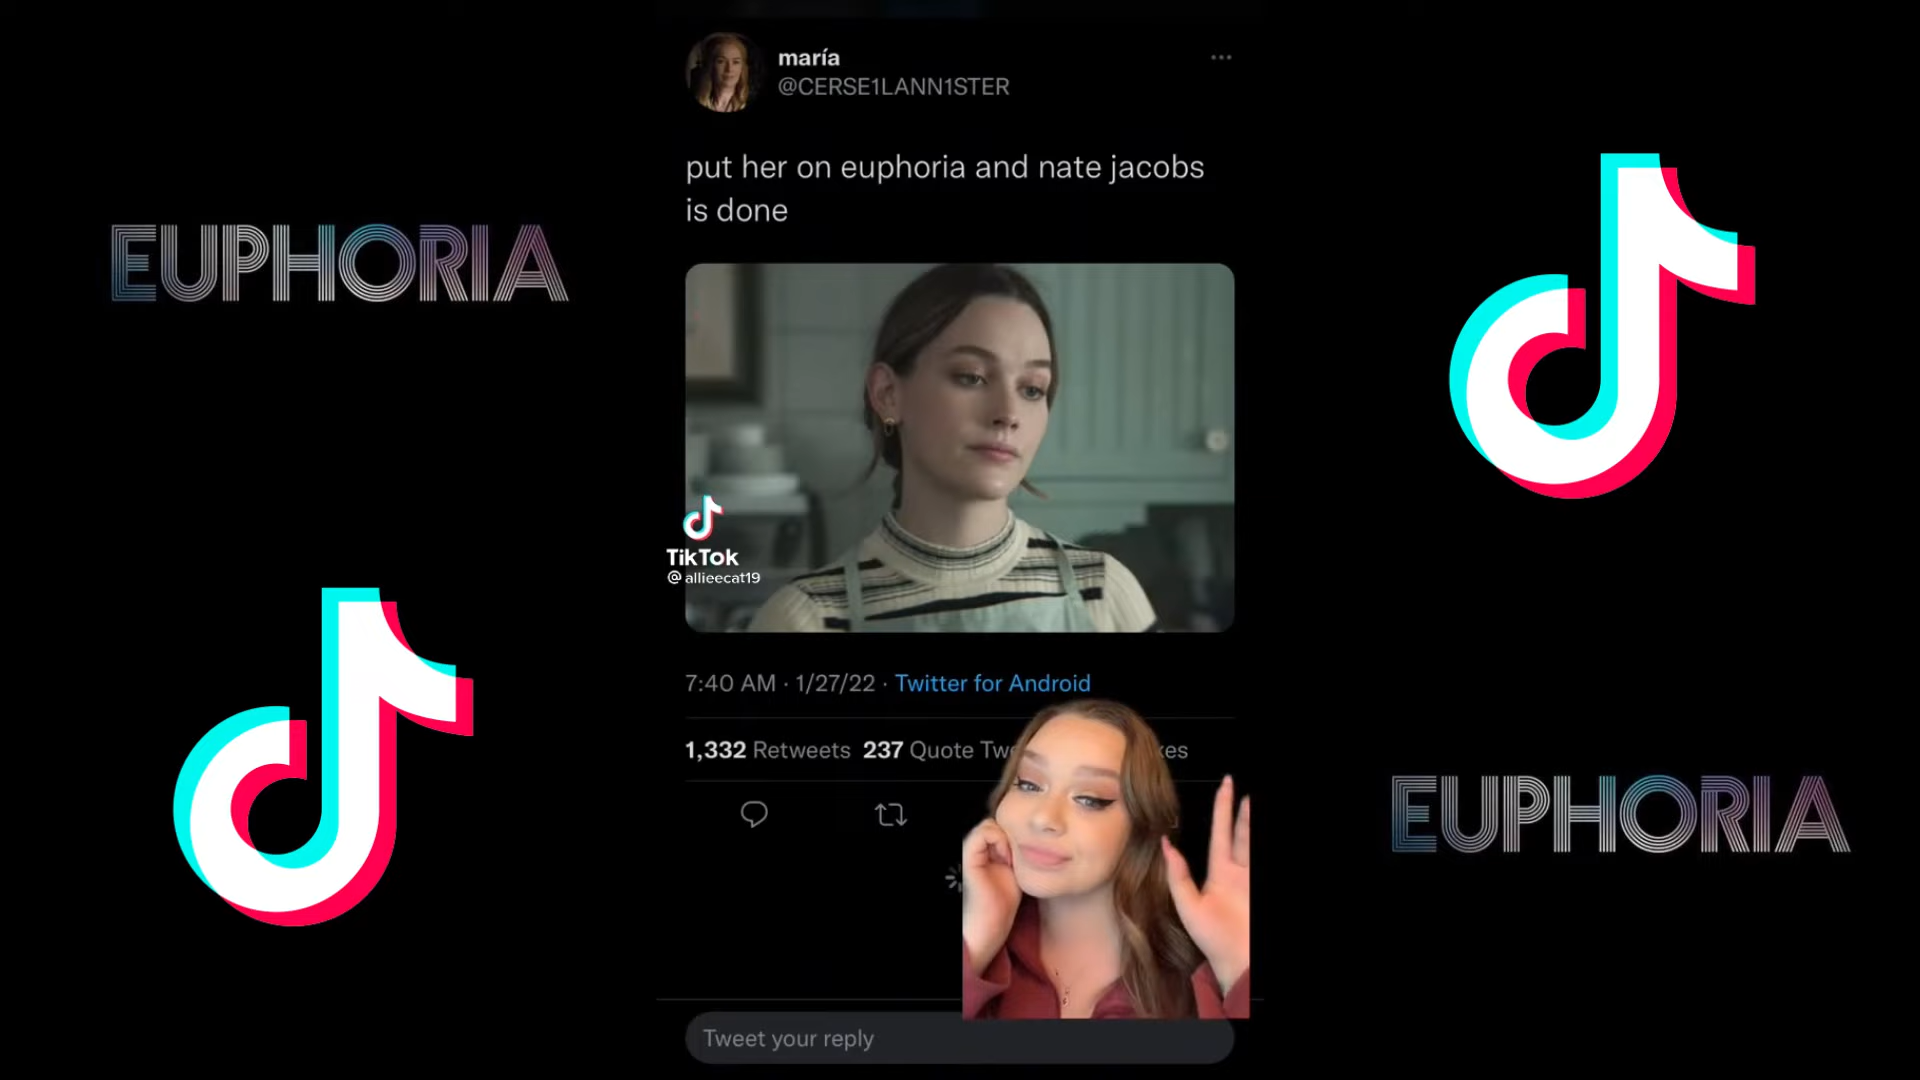 maría
@CERSE1LANN1STER
put her on euphoria and nate jacobs
is done
EUPHORIA
TikTok
@allieecat19
7:40 AM · 1/27/22 · Twitter for Android
1,332 Retweets 237 Quote
EUPHORIA
Tweet your reply